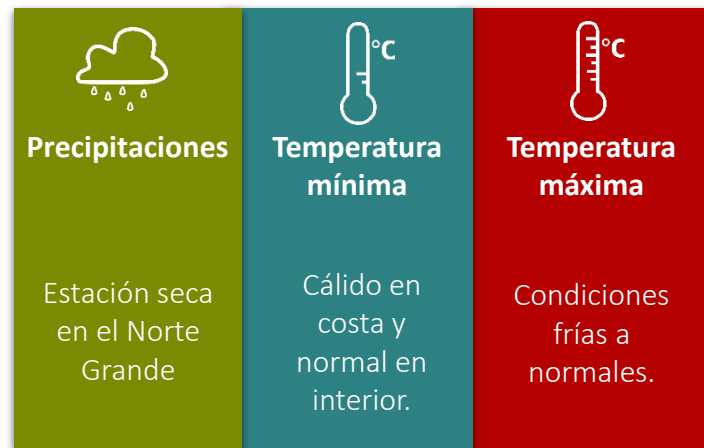 Precipitaciones
Estación seca
en el Norte
Grande
°C
Temperatura
mínima
Cálido en
costa y
normal en
interior.
°C
Temperatura
máxima
Condiciones
frías a
normales.